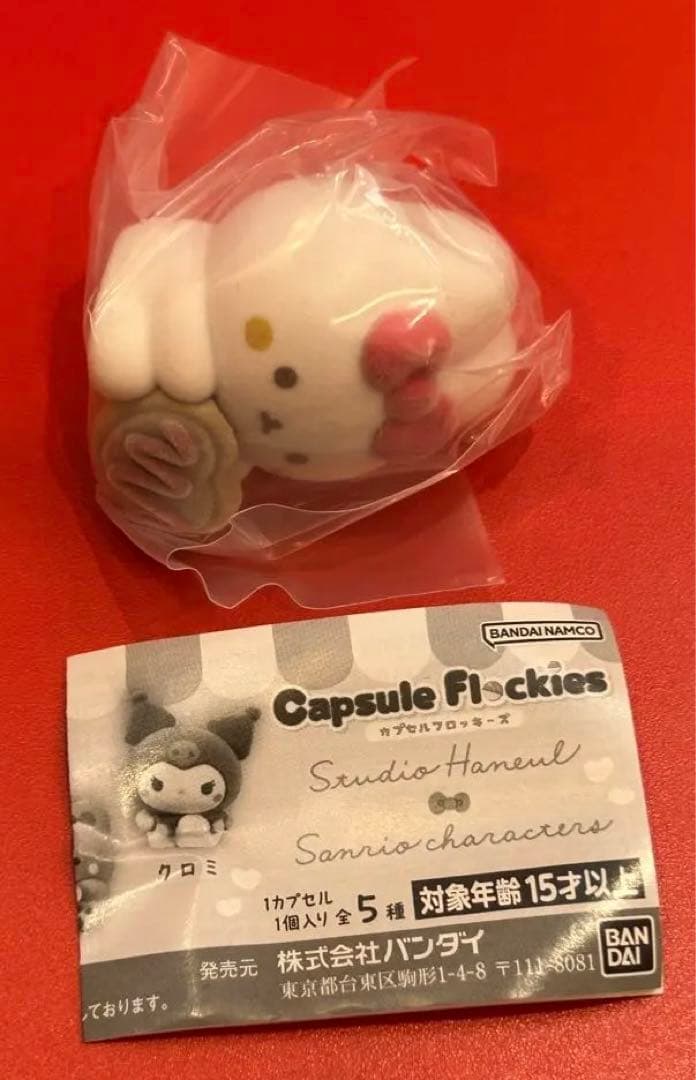 BANDAI NAMCO
Capsule Flockies
カプセルフロッキーズ
Studio Haneul
Sanrio characters
クロミ
1カプセル
1個入り 全5種 対象年齢15才以上
発売元 株式会社バンダイ
東京都台東区駒形1-4-8 〒111-8081
BAN
DAI
ております。